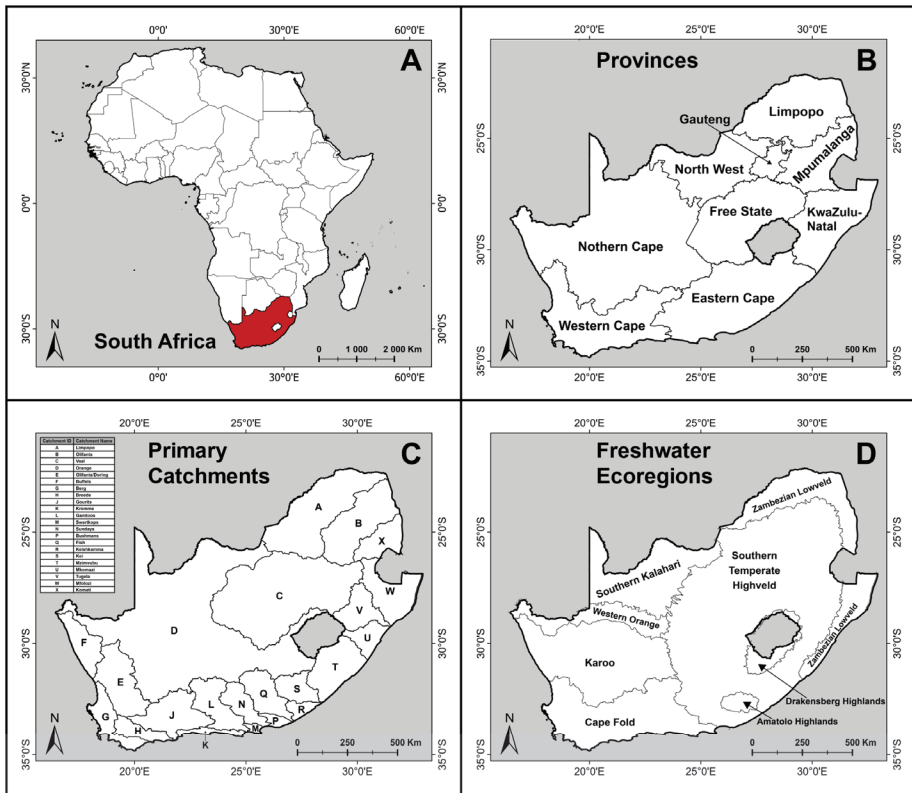 0°0'
30°0'E
A
30°0'N
30°0'N
0°0'
0°0'
30°0'S
30°0'S
N
South Africa
0 1 000 2 000 Km
0°0'
30°0'E
60°0'E
20°0'E
25°0'E
30°0'E
Provinces
B
Limpopo
Gauteng
Mpumalanga
North West
Free State
KwaZulu-
Natal
Nothern Cape
Eastern Cape
Western Cape
25°0'S
30°0'S
35°0'S
25°0'S
30°0'S
35°0'S
N
0 250 500 Km
20°0'E
25°0'E
30°0'E
20°0'E
25°0'E
30°0'E
Primary
Catchments
C
Catchment ID Catchment Name
A Limpopo
B Olifants
C Vaal
D Orange
E Olifants/Doring
F Buffels
G Berg
H Breede
J Gourits
K Kromme
L Gamtoos
M Swartkops
N Sundays
P Bushmans
Q Fish
R Keiskamma
S Kei
T Mzimvubu
U Mkomazi
V Tugela
W Mfolozi
X Komati
A
B
X
C
W
V
D
U
F
T
E
S
Q
L
N
R
G
J
P
H
M
K
25°0'S
30°0'S
35°0'S
25°0'S
30°0'S
35°0'S
N
0 250 500 Km
20°0'E
25°0'E
30°0'E
20°0'E
25°0'E
30°0'E
Freshwater
Ecoregions
D
Zambezian Lowveld
Southern
Temperate
Highveld
Southern Kalahari
Western Orange
Zambezian Lowveld
Karoo
Drakensberg Highlands
Amatolo Highlands
Cape Fold
25°0'S
30°0'S
35°0'S
25°0'S
30°0'S
35°0'S
N
0 250 500 Km
20°0'E
25°0'E
30°0'E